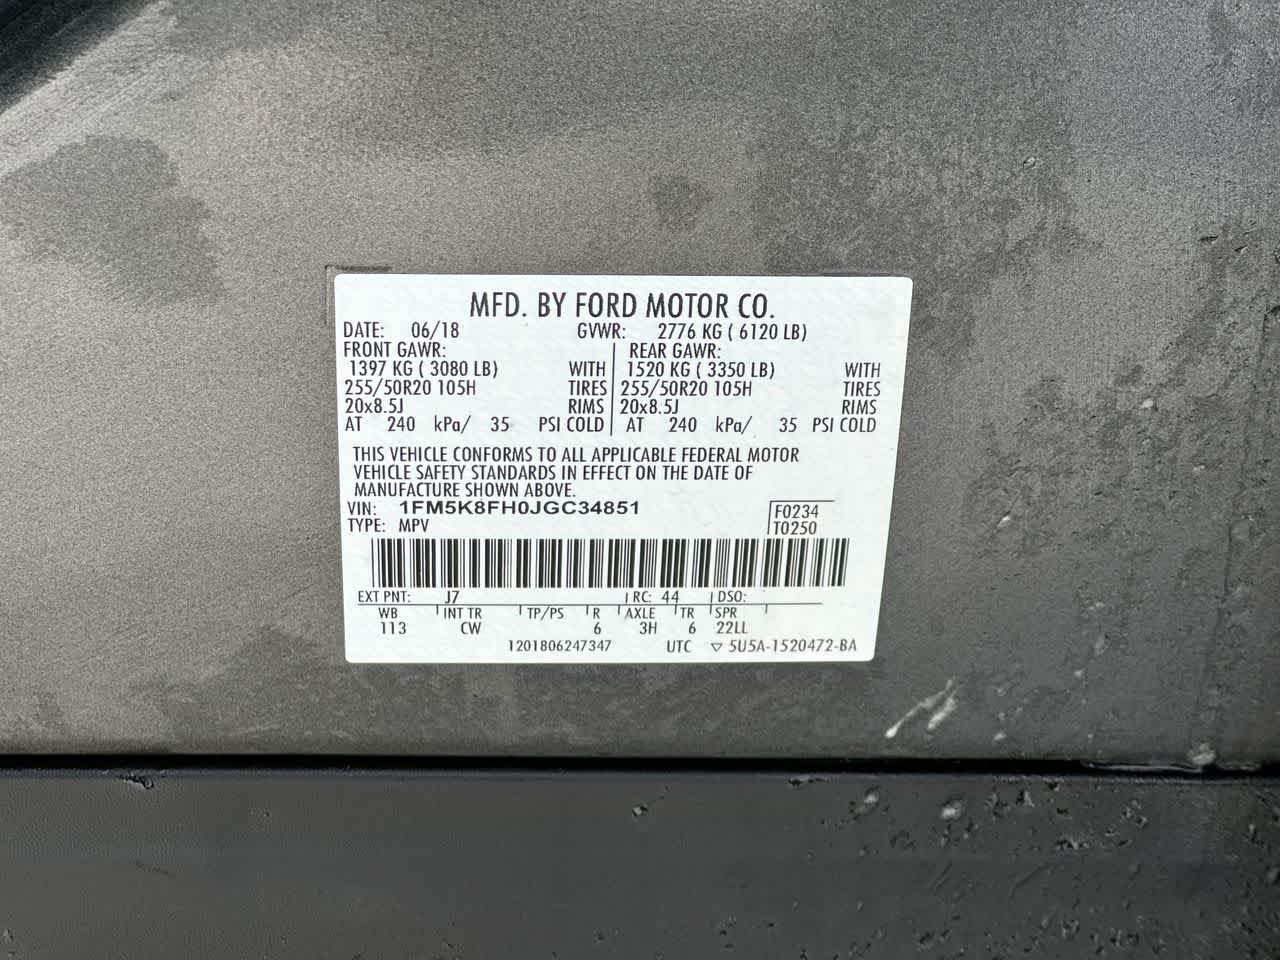 MFD. BY FORD MOTOR CO.
DATE: 06/18 GVWR: 2776 KG ( 6120 LB)
FRONT GAWR: REAR GAWR:
1397 KG ( 3080 LB) WITH 1520 KG ( 3350 LB) WITH
255/50R20 105H TIRES 255/50R20 105H TIRES
20x8.5J RIMS 20x8.5J RIMS
AT 240 kPa/ 35 PSI COLD AT 240 kPa/ 35 PSI COLD
THIS VEHICLE CONFORMS TO ALL APPLICABLE FEDERAL MOTOR
VEHICLE SAFETY STANDARDS IN EFFECT ON THE DATE OF
MANUFACTURE SHOWN ABOVE.
VIN: 1FM5K8FH0JGC34851 F0234
TYPE: MPV T0250
EXT PNT: J7 RC: 44 DSO:
WB INT TR TP/PS R AXLE TR SPR
113 CW 6 3H 6 22LL
1201806247347 UTC ▽ 5U5A-1520472-BA